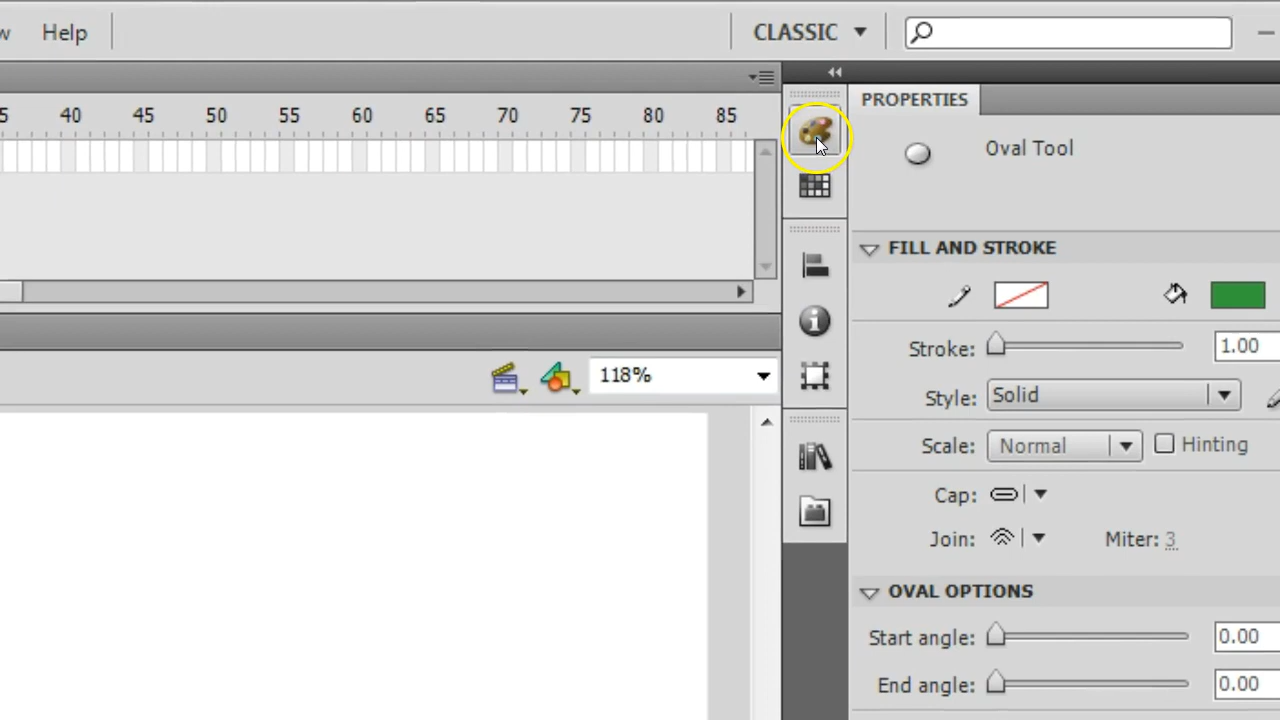 Help
CLASSIC
40 45 50 55 60 65 70 75 80 85
PROPERTIES
Oval Tool
FILL AND STROKE
118%
Stroke: 1.00
Style: Solid
Scale: Normal Hinting
Cap:
Join: Miter: 3
OVAL OPTIONS
Start angle: 0.00
End angle: 0.00